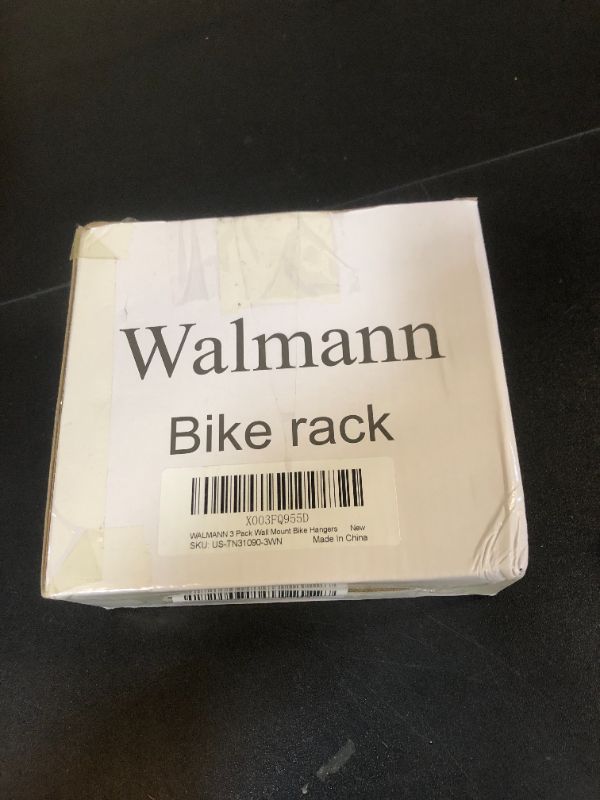 Walmann
Bike rack
X003FQ955D
WALMANN 3 Pack Wall Mount Bike Hangers New
SKU: US-TN31090-3WN Made In China